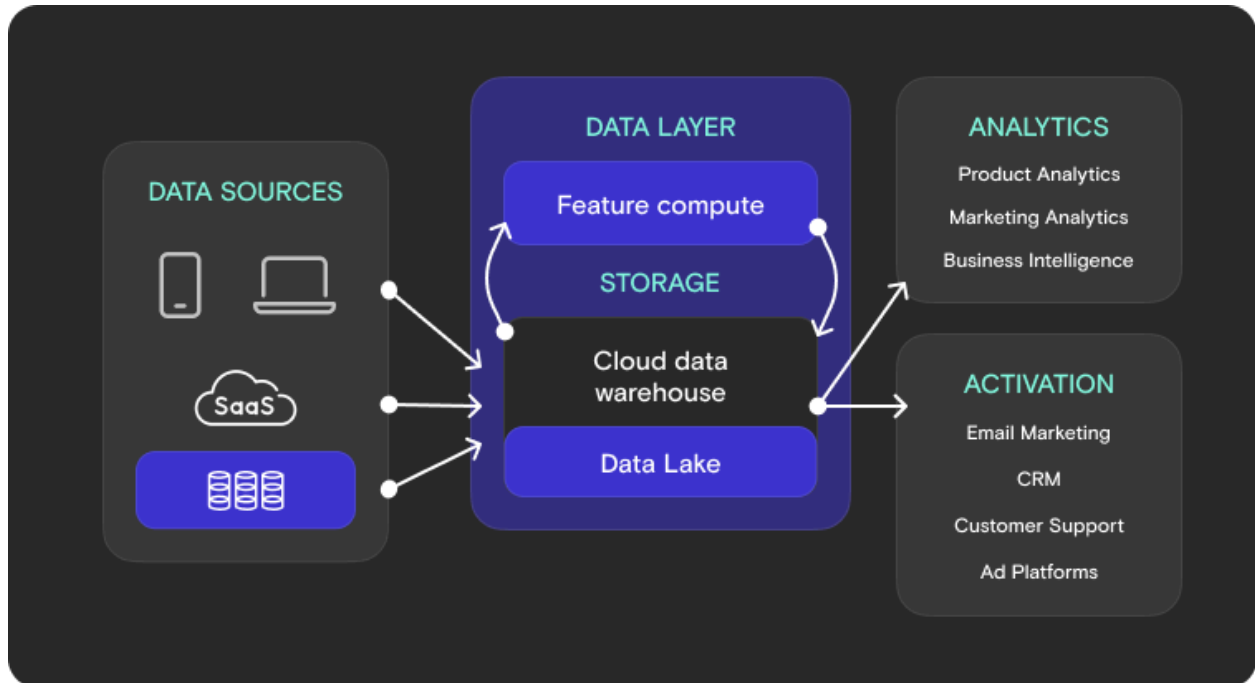 DATA SOURCES
SaaS
DATA LAYER
Feature compute
STORAGE
Cloud data
warehouse
Data Lake
ANALYTICS
Product Analytics
Marketing Analytics
Business Intelligence
ACTIVATION
Email Marketing
CRM
Customer Support
Ad Platforms